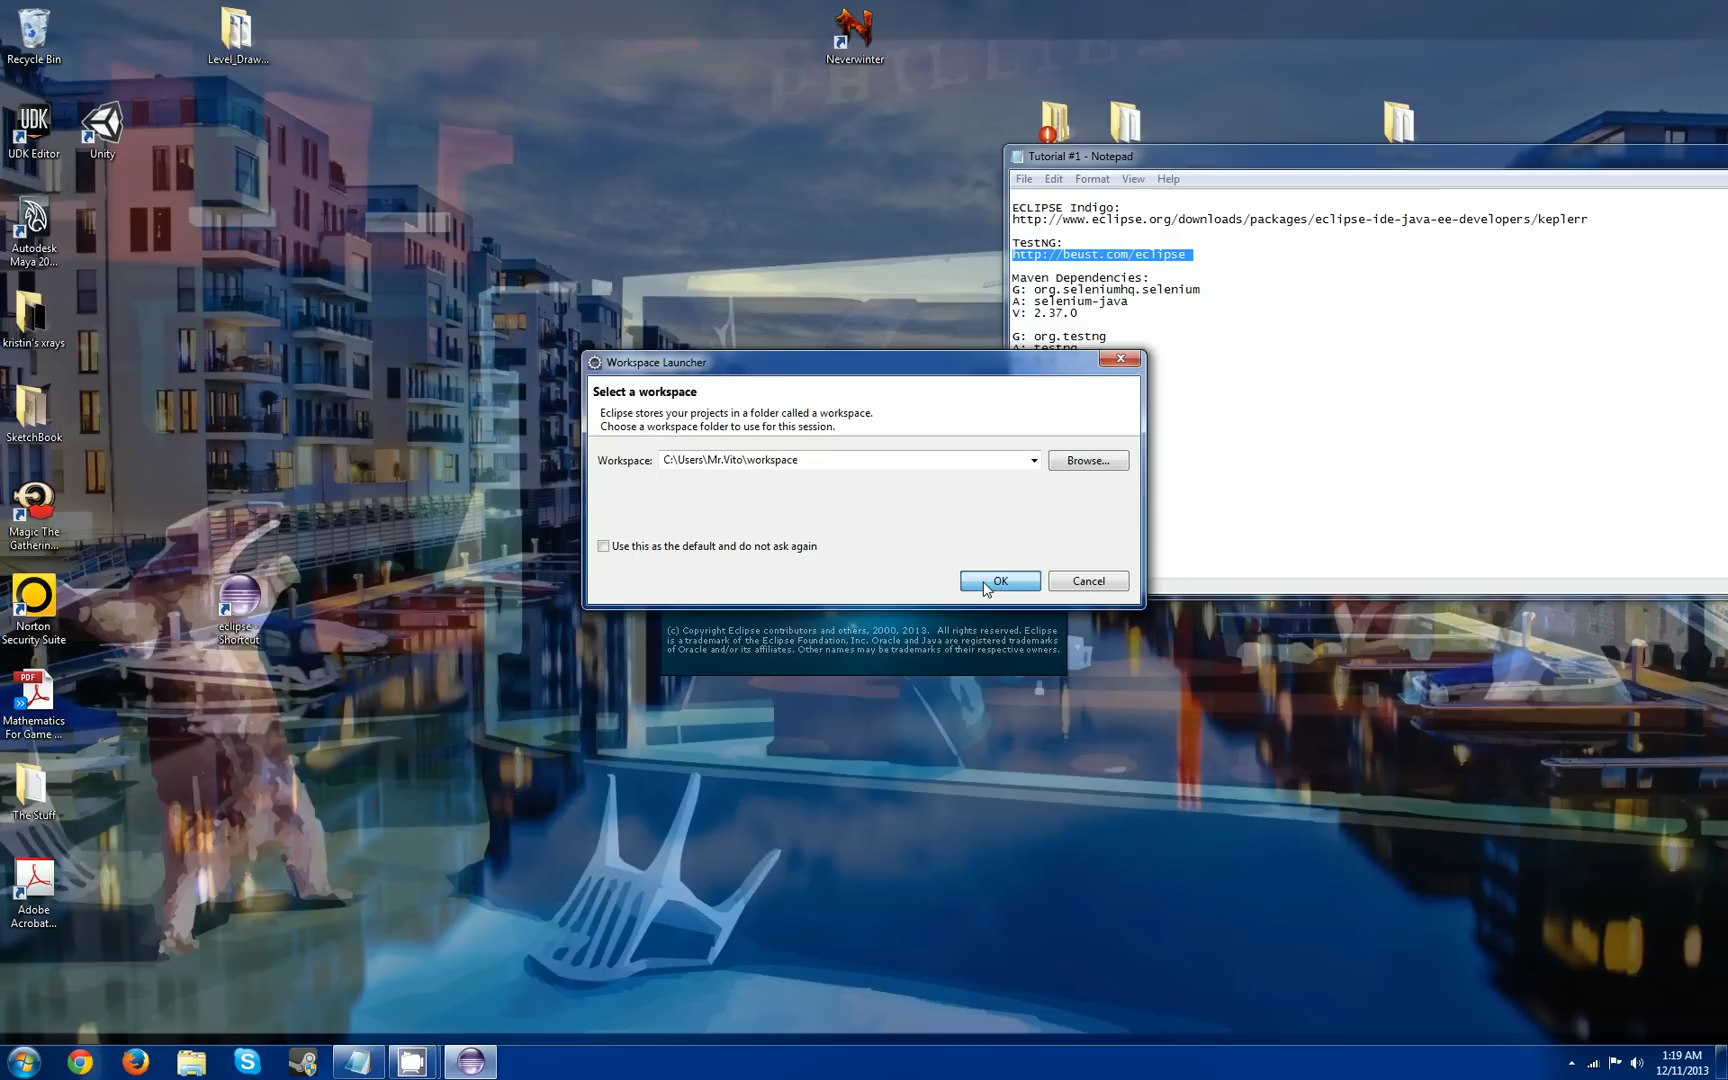 Recycle Bin
Level_Draw...
Neverwinter
PHILLIES
UDK
UDK Editor
Unity
Autodesk
Maya 20...
kristin's xrays
SketchBook
Magic The
Gatherin...
Norton
Security Suite
eclipse -
Shortcut
PDF
Mathematics
For Game ...
The Stuff
Adobe
Acrobat...
Tutorial #1 - Notepad
File Edit Format View Help
ECLIPSE Indigo:
http://www.eclipse.org/downloads/packages/eclipse-ide-java-ee-developers/keplerr
TestNG:
http://beust.com/eclipse
Maven Dependencies:
G: org.seleniumhq.selenium
A: selenium-java
V: 2.37.0
G: org.testng
A: testng
Workspace Launcher
Select a workspace
Eclipse stores your projects in a folder called a workspace.
Choose a workspace folder to use for this session.
Workspace: C:\Users\Mr.Vito\workspace Browse...
Use this as the default and do not ask again
OK Cancel
(c) Copyright Eclipse contributors and others, 2000, 2013. All rights reserved. Eclipse
is a trademark of the Eclipse Foundation, Inc. Oracle and Java are registered trademarks
of Oracle and/or its affiliates. Other names may be trademarks of their respective owners.
1:19 AM
12/11/2013